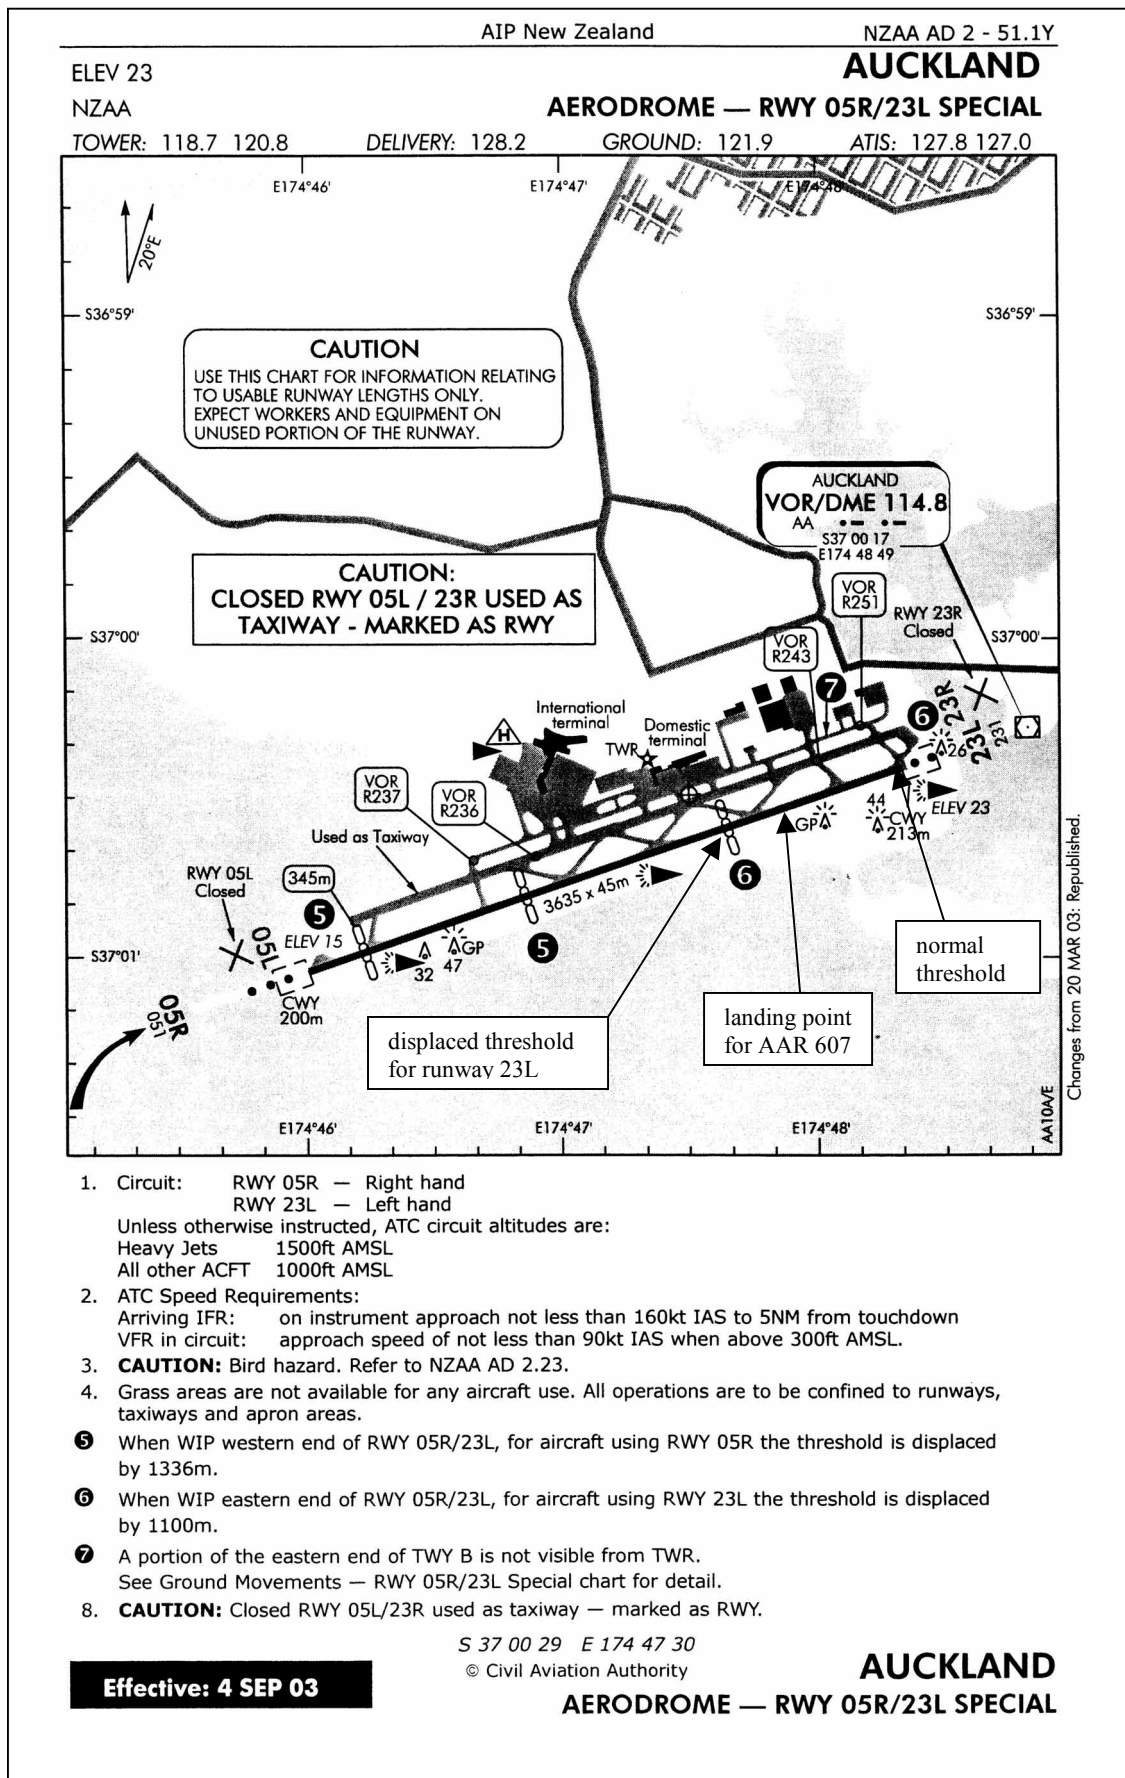 AIP New Zealand
NZAA AD 2 - 51.1Y
ELEV 23
AUCKLAND
NZAA
AERODROME — RWY 05R/23L SPECIAL
TOWER: 118.7 120.8 DELIVERY: 128.2 GROUND: 121.9 ATIS: 127.8 127.0
E174°46' E174°47' E174°48'
20°E
S36°59' S36°59'
CAUTION
USE THIS CHART FOR INFORMATION RELATING
TO USABLE RUNWAY LENGTHS ONLY.
EXPECT WORKERS AND EQUIPMENT ON
UNUSED PORTION OF THE RUNWAY.
AUCKLAND
VOR/DME 114.8
AA
S37 00 17
E174 48 49
CAUTION:
CLOSED RWY 05L / 23R USED AS
TAXIWAY - MARKED AS RWY
VOR
R251
RWY 23R
Closed
S37°00' S37°00'
VOR
R243
7
6
23R
23L
231
26
International
terminal
H
Domestic
terminal
TWR
VOR
R237
VOR
R236
ELEV 23
44
CWY
213m
GP
Used as Taxiway
6
RWY 05L
Closed
345m
3635 x 45m
5
5
05L
ELEV 15
S37°01'
GP
32
47
normal
threshold
05R
051
CWY
200m
landing point
for AAR 607
displaced threshold
for runway 23L
Changes from 20 MAR 03: Republished.
AA10A/E
E174°46' E174°47' E174°48'
1. Circuit: RWY 05R — Right hand
RWY 23L — Left hand
Unless otherwise instructed, ATC circuit altitudes are:
Heavy Jets 1500ft AMSL
All other ACFT 1000ft AMSL
2. ATC Speed Requirements:
Arriving IFR: on instrument approach not less than 160kt IAS to 5NM from touchdown
VFR in circuit: approach speed of not less than 90kt IAS when above 300ft AMSL.
3. CAUTION: Bird hazard. Refer to NZAA AD 2.23.
4. Grass areas are not available for any aircraft use. All operations are to be confined to runways,
taxiways and apron areas.
5 When WIP western end of RWY 05R/23L, for aircraft using RWY 05R the threshold is displaced
by 1336m.
6 When WIP eastern end of RWY 05R/23L, for aircraft using RWY 23L the threshold is displaced
by 1100m.
7 A portion of the eastern end of TWY B is not visible from TWR.
See Ground Movements — RWY 05R/23L Special chart for detail.
8. CAUTION: Closed RWY 05L/23R used as taxiway — marked as RWY.
S 37 00 29 E 174 47 30
© Civil Aviation Authority
Effective: 4 SEP 03
AUCKLAND
AERODROME — RWY 05R/23L SPECIAL